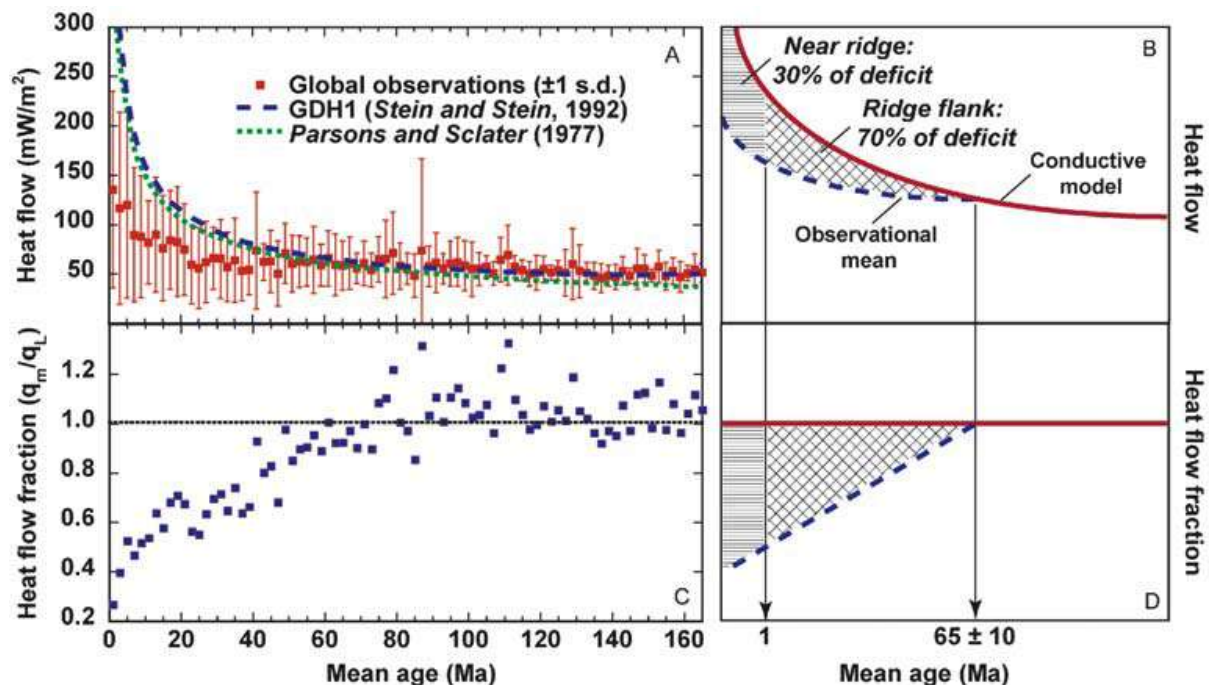 300
250
200
150
100
50
Heat flow (mW/m²)
A
Global observations (±1 s.d.)
GDH1 (Stein and Stein, 1992)
Parsons and Sclater (1977)
B
Near ridge:
30% of deficit
Ridge flank:
70% of deficit
Conductive
model
Observational
mean
Heat flow
1.2
1.0
0.8
0.6
0.4
0.2
Heat flow fraction (qm/qL)
C
0 20 40 60 80 100 120 140 160
Mean age (Ma)
D
Heat flow fraction
1 65 ± 10
Mean age (Ma)